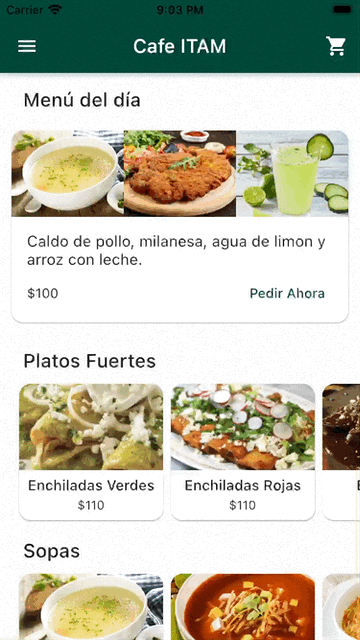 Carrier 9:03 PM
Cafe ITAM
Menú del día
Caldo de pollo, milanesa, agua de limon y
arroz con leche.
$100 Pedir Ahora
Platos Fuertes
Enchiladas Verdes Enchiladas Rojas
$110 $110
Sopas